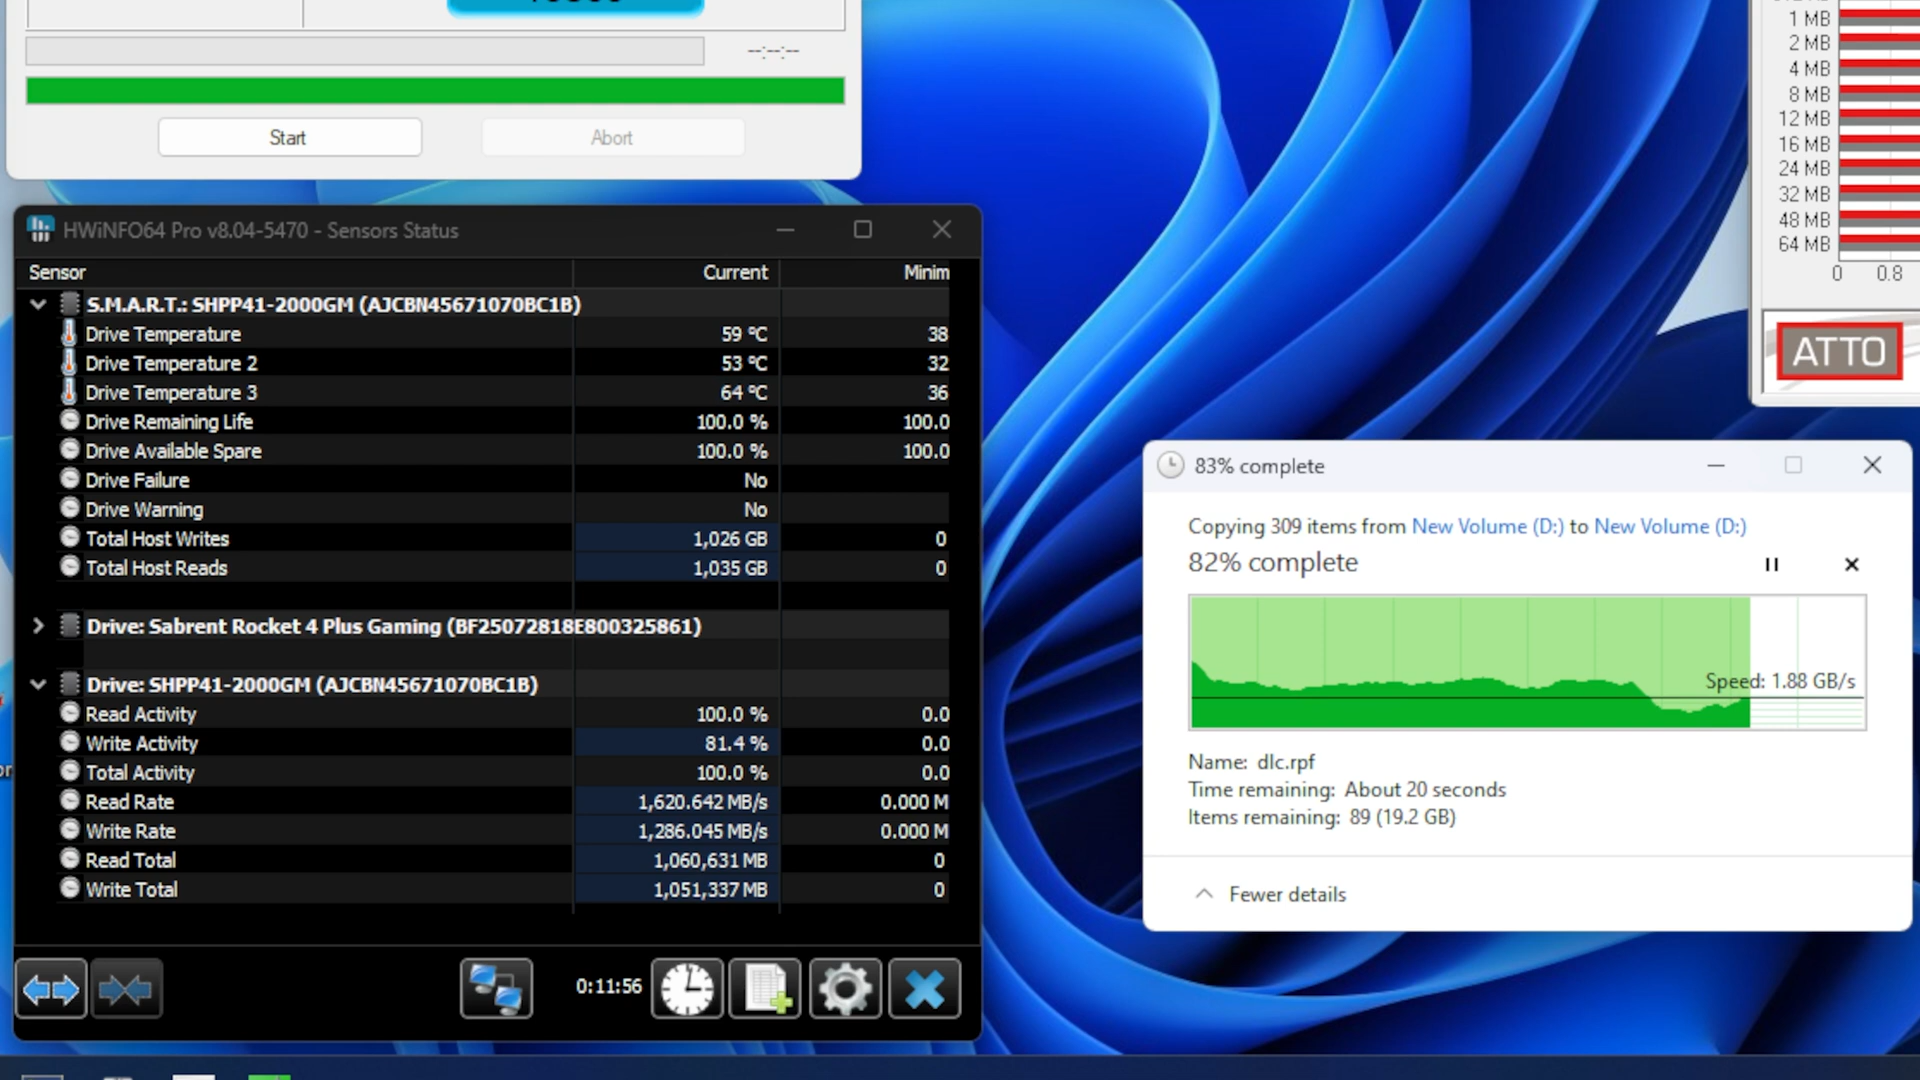 --:--:--
Start
Abort
HWiNFO64 Pro v8.04-5470 - Sensors Status
Sensor Current Minim
S.M.A.R.T.: SHPP41-2000GM (AJCBN45671070BC1B)
Drive Temperature 59 °C 38
Drive Temperature 2 53 °C 32
Drive Temperature 3 64 °C 36
Drive Remaining Life 100.0 % 100.0
Drive Available Spare 100.0 % 100.0
Drive Failure No
Drive Warning No
Total Host Writes 1,026 GB 0
Total Host Reads 1,035 GB 0
Drive: Sabrent Rocket 4 Plus Gaming (BF25072818E800325861)
Drive: SHPP41-2000GM (AJCBN45671070BC1B)
Read Activity 100.0 % 0.0
Write Activity 81.4 % 0.0
Total Activity 100.0 % 0.0
Read Rate 1,620.642 MB/s 0.000 M
Write Rate 1,286.045 MB/s 0.000 M
Read Total 1,060,631 MB 0
Write Total 1,051,337 MB 0
0:11:56
1 MB
2 MB
4 MB
8 MB
12 MB
16 MB
24 MB
32 MB
48 MB
64 MB
0 0.8
ATTO
83% complete
Copying 309 items from New Volume (D:) to New Volume (D:)
82% complete
Speed: 1.88 GB/s
Name: dlc.rpf
Time remaining: About 20 seconds
Items remaining: 89 (19.2 GB)
Fewer details